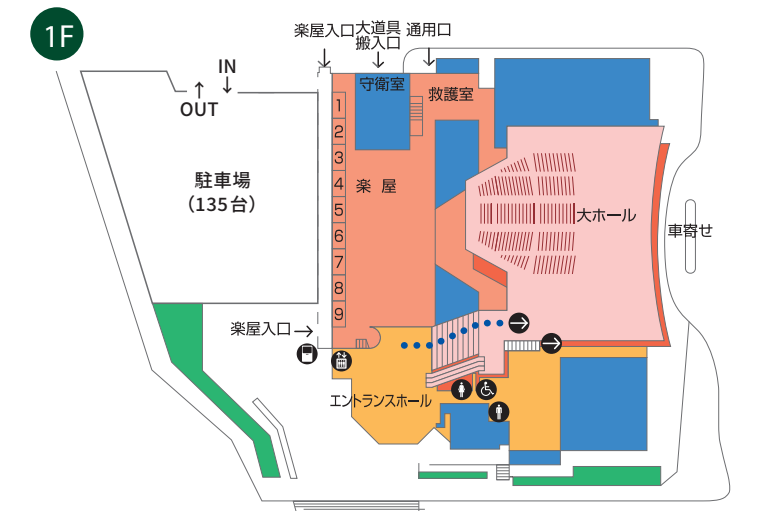 1F
楽屋入口
大道具
搬入口
通用口
IN
OUT
守衛室
救護室
1
2
3
4
5
6
7
8
9
駐車場
（135台）
楽屋
大ホール
車寄せ
楽屋入口
エントランスホール